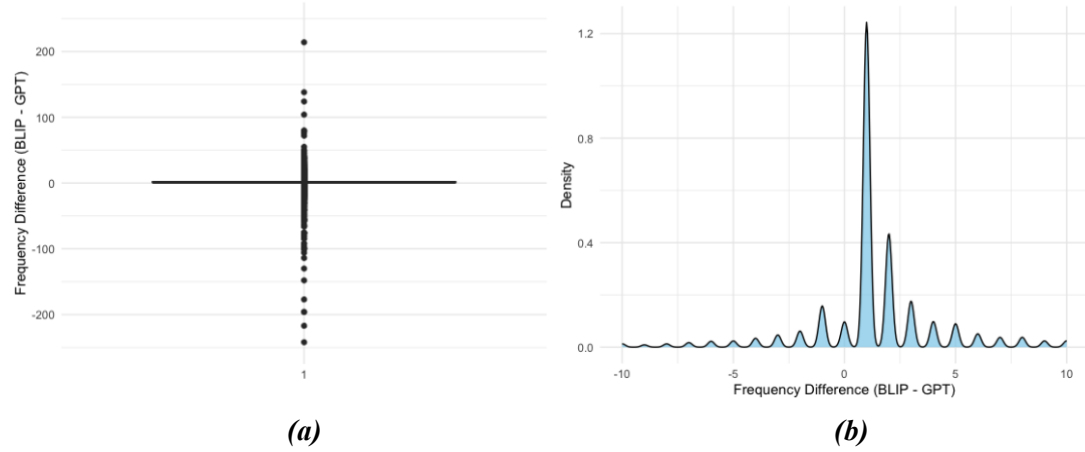 200
100
0
-100
-200
Frequency Difference (BLIP - GPT)
1
(a)
1.2
0.8
0.4
0.0
Density
-10 -5 0 5 10
Frequency Difference (BLIP - GPT)
(b)